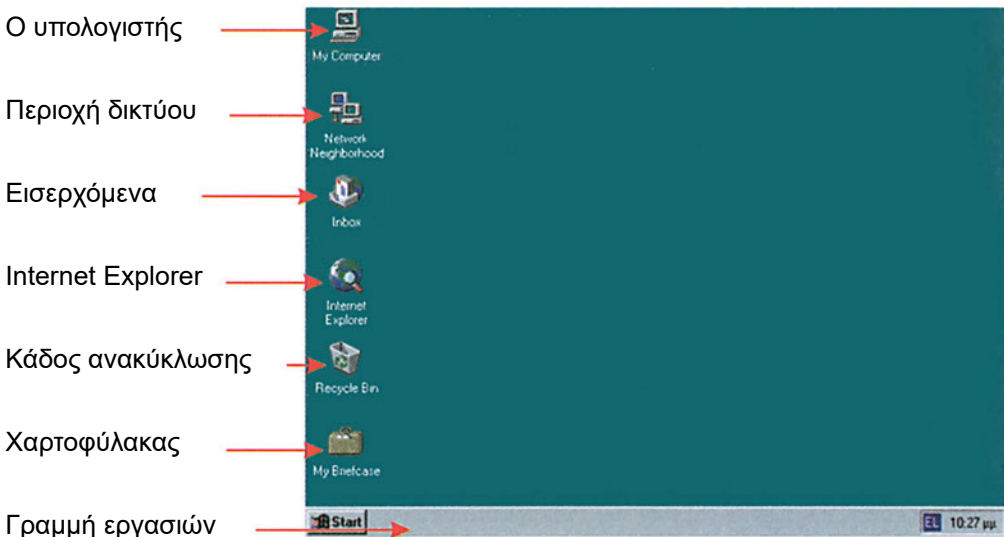 Ο υπολογιστής
My Computer
Περιοχή δικτύου
Network
Neighborhood
Εισερχόμενα
Inbox
Internet Explorer
Internet
Explorer
Κάδος ανακύκλωσης
Recycle Bin
Χαρτοφύλακας
My Briefcase
Γραμμή εργασιών
Start
EL 10:27 μμ